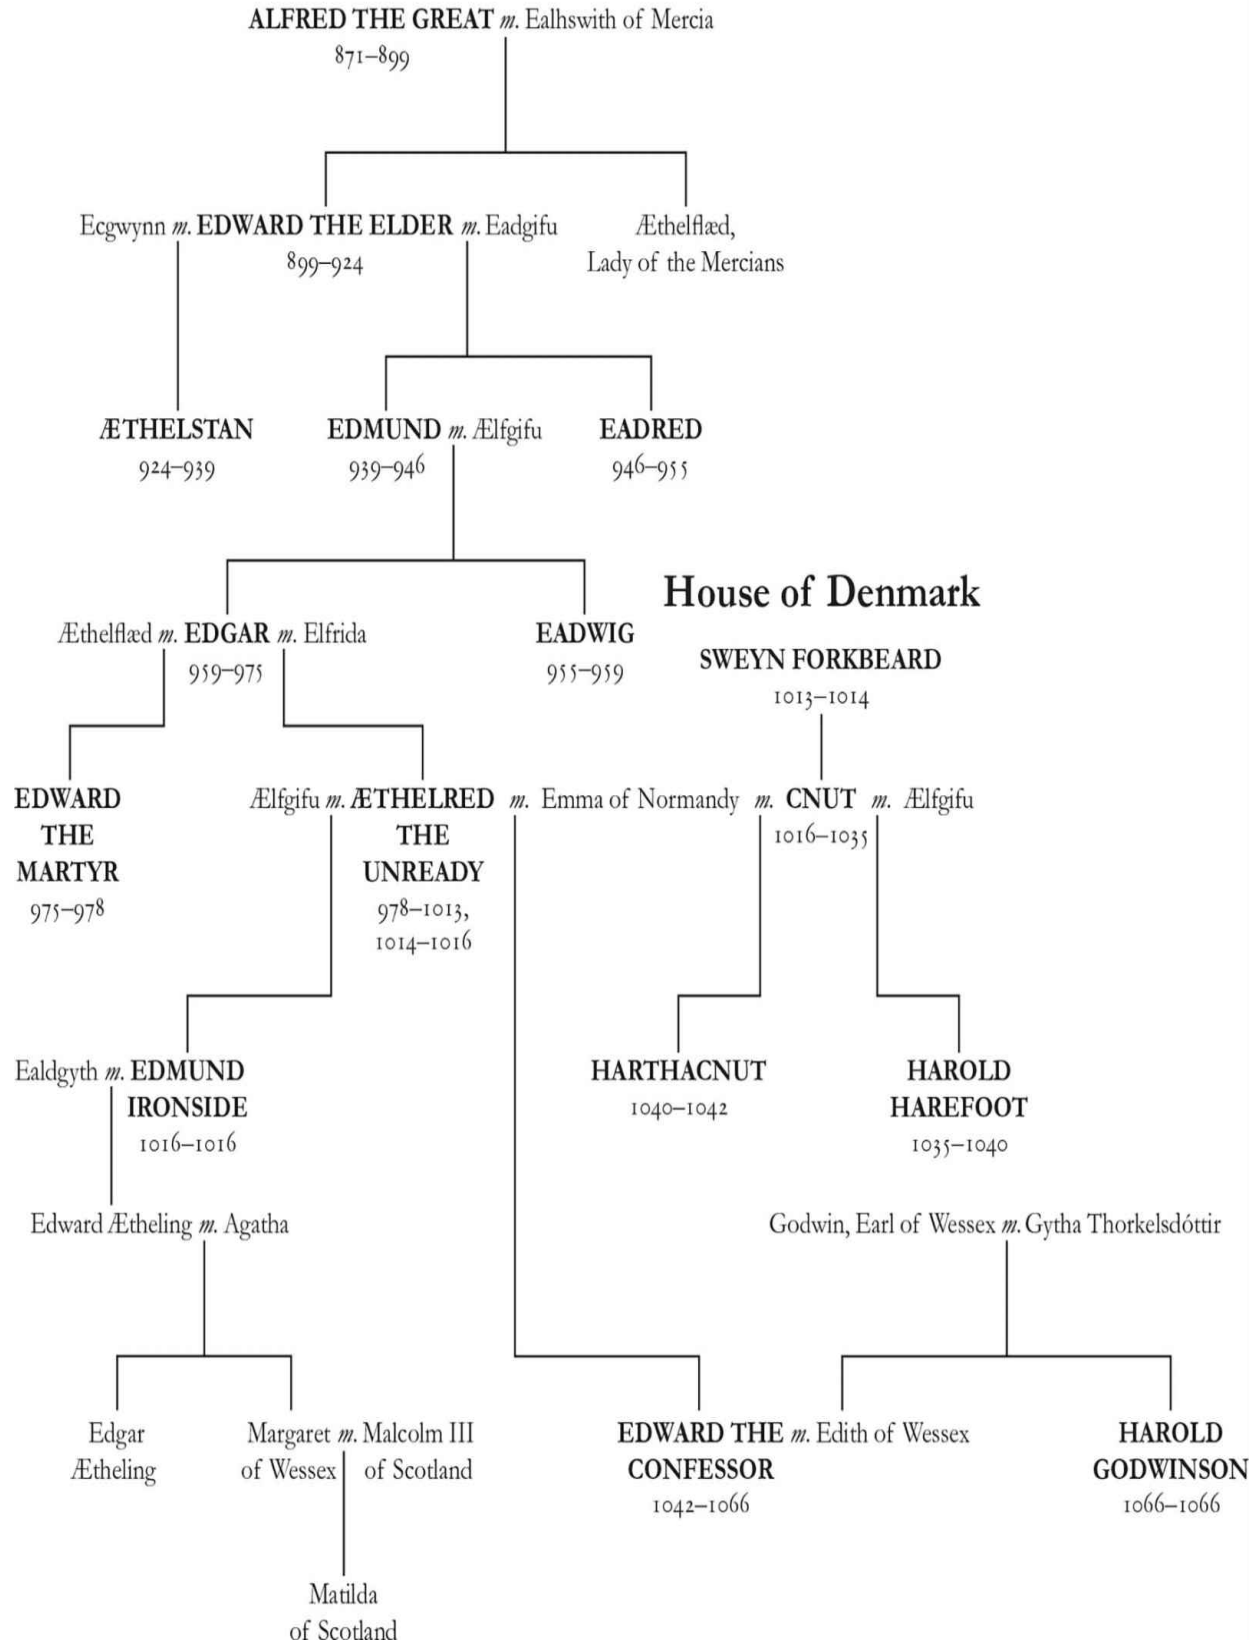 ALFRED THE GREAT m. Ealhswith of Mercia
871–899
Ecgwynn m. EDWARD THE ELDER m. Eadgifu
899–924
Æthelflæd,
Lady of the Mercians
ÆTHELSTAN
924–939
EDMUND m. Ælfgifu
939–946
EADRED
946–955
Æthelflæd m. EDGAR m. Elfrida
959–975
EADWIG
955–959
House of Denmark
SWEYN FORKBEARD
1013–1014
EDWARD
THE
MARTYR
975–978
Ælfgifu m. ÆTHELRED m. Emma of Normandy m. CNUT m. Ælfgifu
THE
UNREADY
978–1013,
1014–1016
1016–1035
Ealdgyth m. EDMUND
IRONSIDE
1016–1016
HARTHACNUT
1040–1042
HAROLD
HAREFOOT
1035–1040
Edward Ætheling m. Agatha
Godwin, Earl of Wessex m. Gytha Thorkelsdóttir
Edgar
Ætheling
Margaret m. Malcolm III
of Wessex of Scotland
EDWARD THE m. Edith of Wessex
CONFESSOR
1042–1066
HAROLD
GODWINSON
1066–1066
Matilda
of Scotland